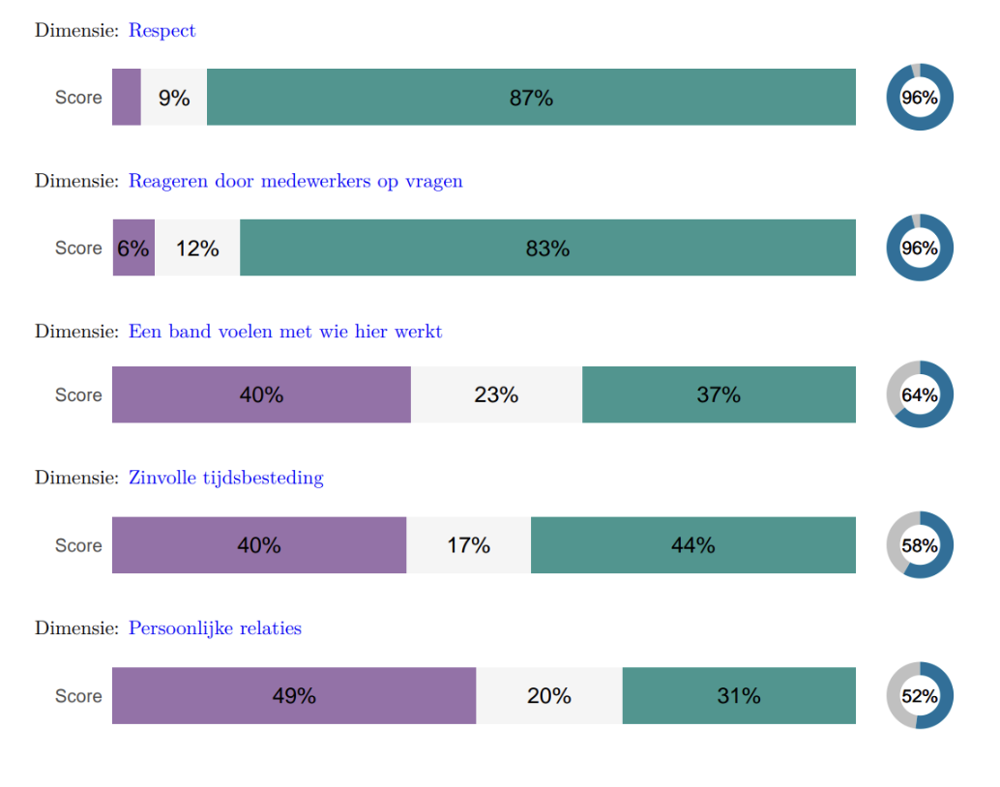 Dimensie: Respect
Score 9% 87% 96%
Dimensie: Reageren door medewerkers op vragen
Score 6% 12% 83% 96%
Dimensie: Een band voelen met wie hier werkt
Score 40% 23% 37% 64%
Dimensie: Zinvolle tijdsbesteding
Score 40% 17% 44% 58%
Dimensie: Persoonlijke relaties
Score 49% 20% 31% 52%